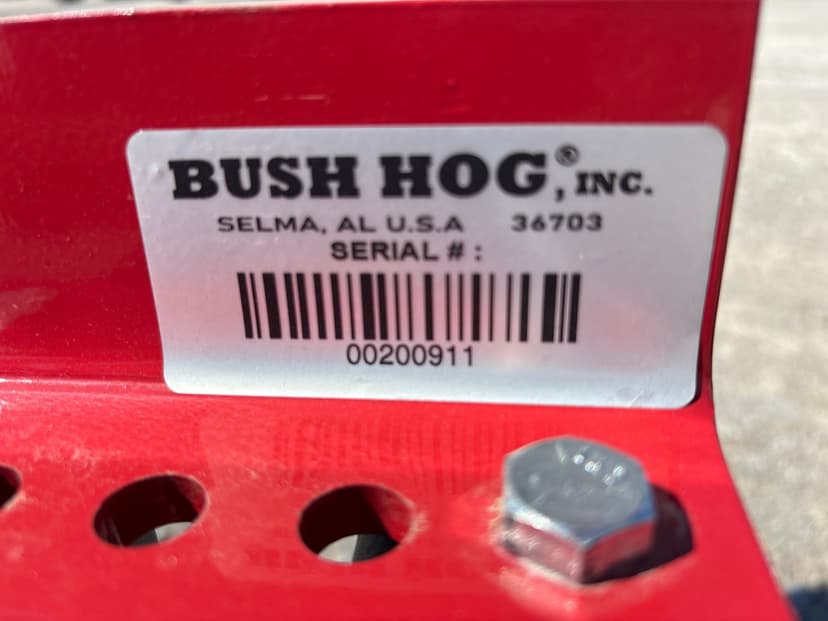 BUSH HOG®, INC.
SELMA, AL U.S.A 36703
SERIAL # :
00200911